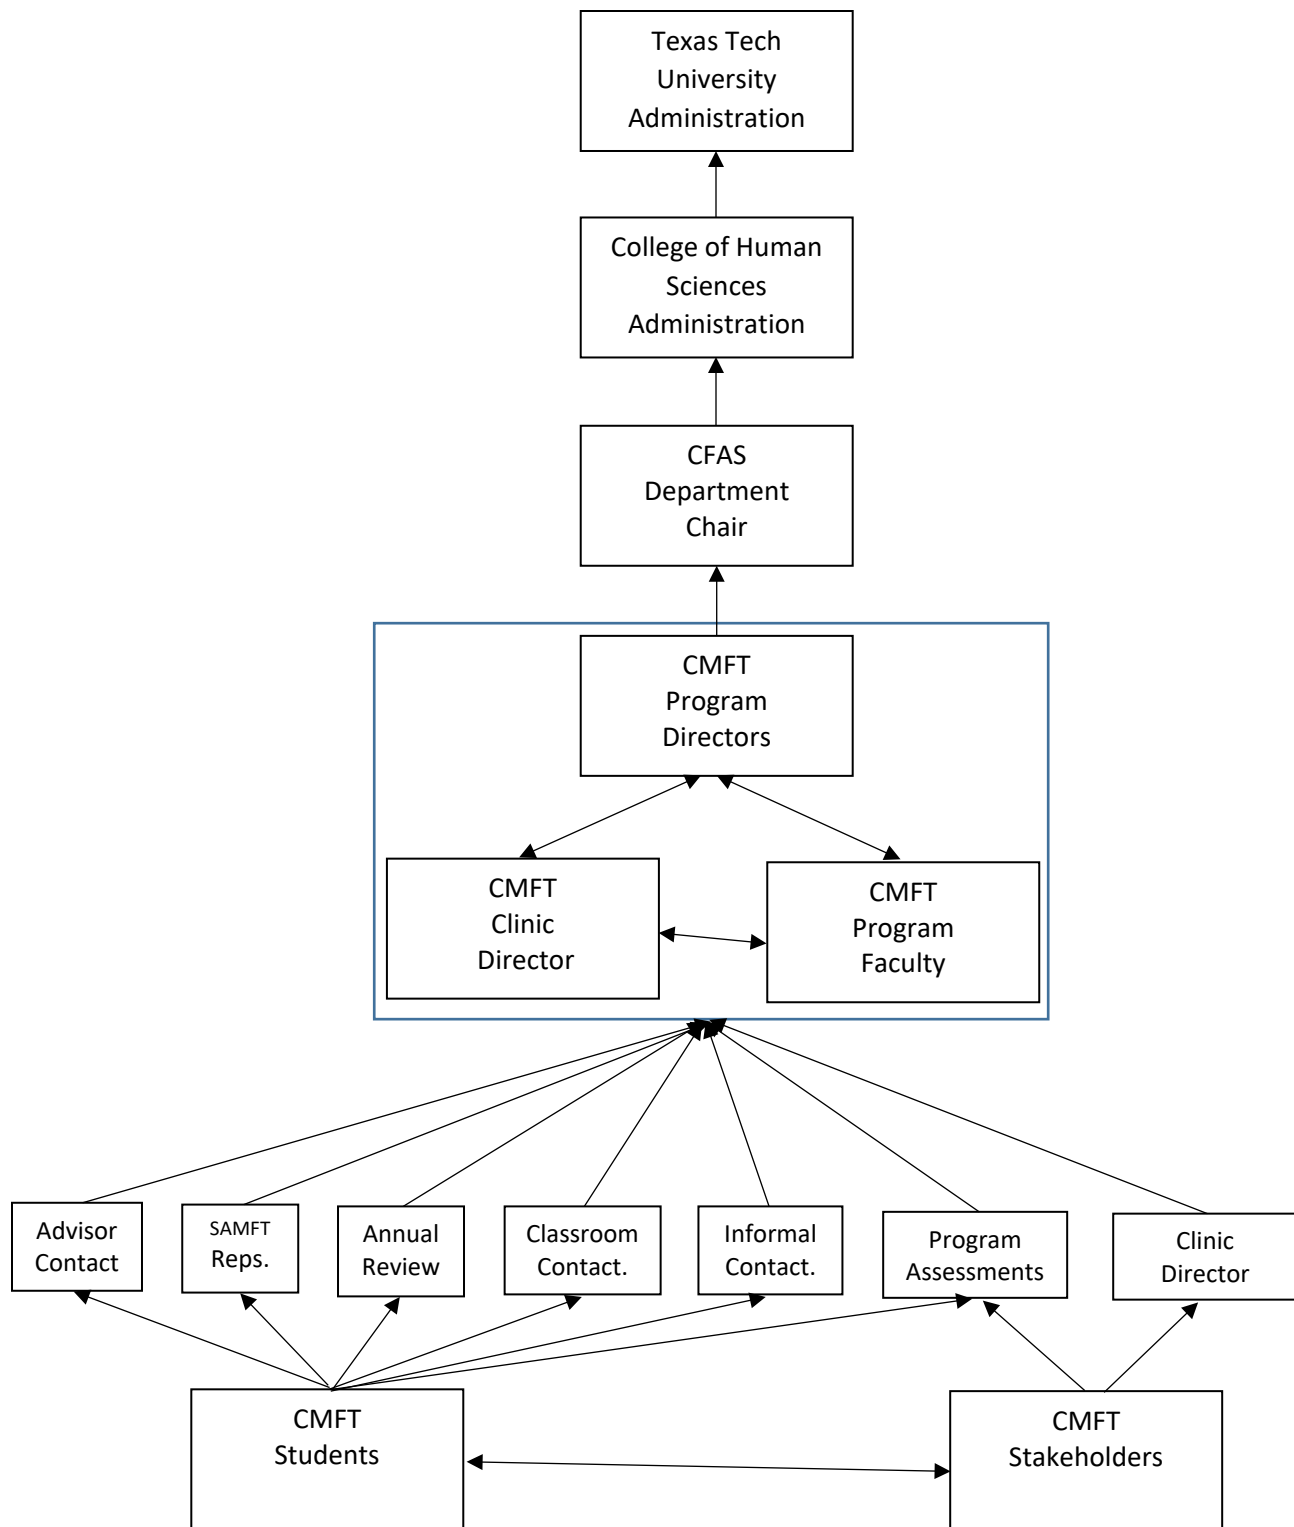 Texas Tech
University
Administration
College of Human
Sciences
Administration
CFAS
Department
Chair
CMFT
Program
Directors
CMFT
Clinic
Director
CMFT
Program
Faculty
Advisor
Contact
SAMFT
Reps.
Annual
Review
Classroom
Contact.
Informal
Contact.
Program
Assessments
Clinic
Director
CMFT
Students
CMFT
Stakeholders